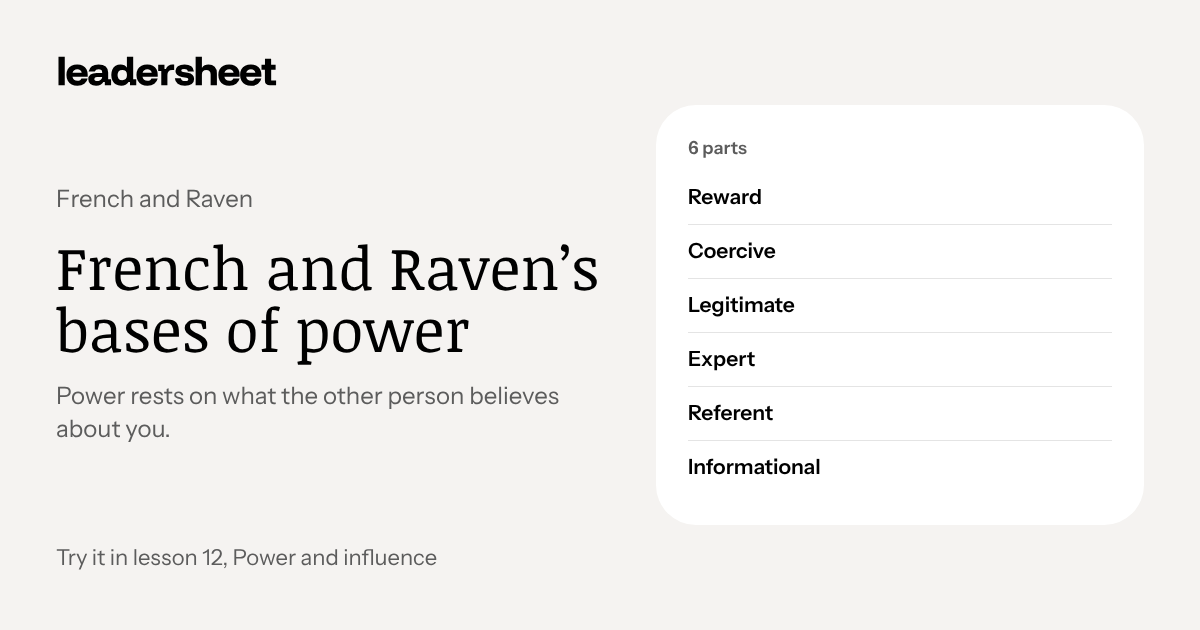 leadersheet
French and Raven
French and Raven’s
bases of power
Power rests on what the other person believes
about you.
Try it in lesson 12, Power and influence
6 parts
Reward
Coercive
Legitimate
Expert
Referent
Informational